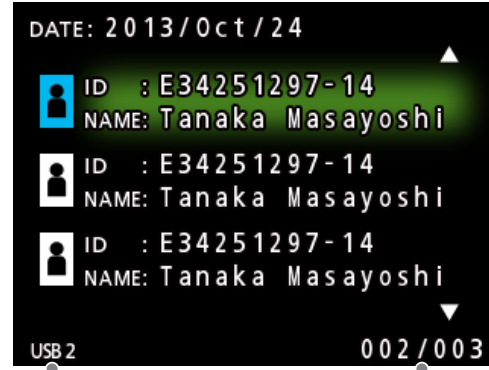 DATE: 2013/Oct/24
ID : E34251297-14
NAME: Tanaka Masayoshi
ID : E34251297-14
NAME: Tanaka Masayoshi
ID : E34251297-14
NAME: Tanaka Masayoshi
USB 2 002/003